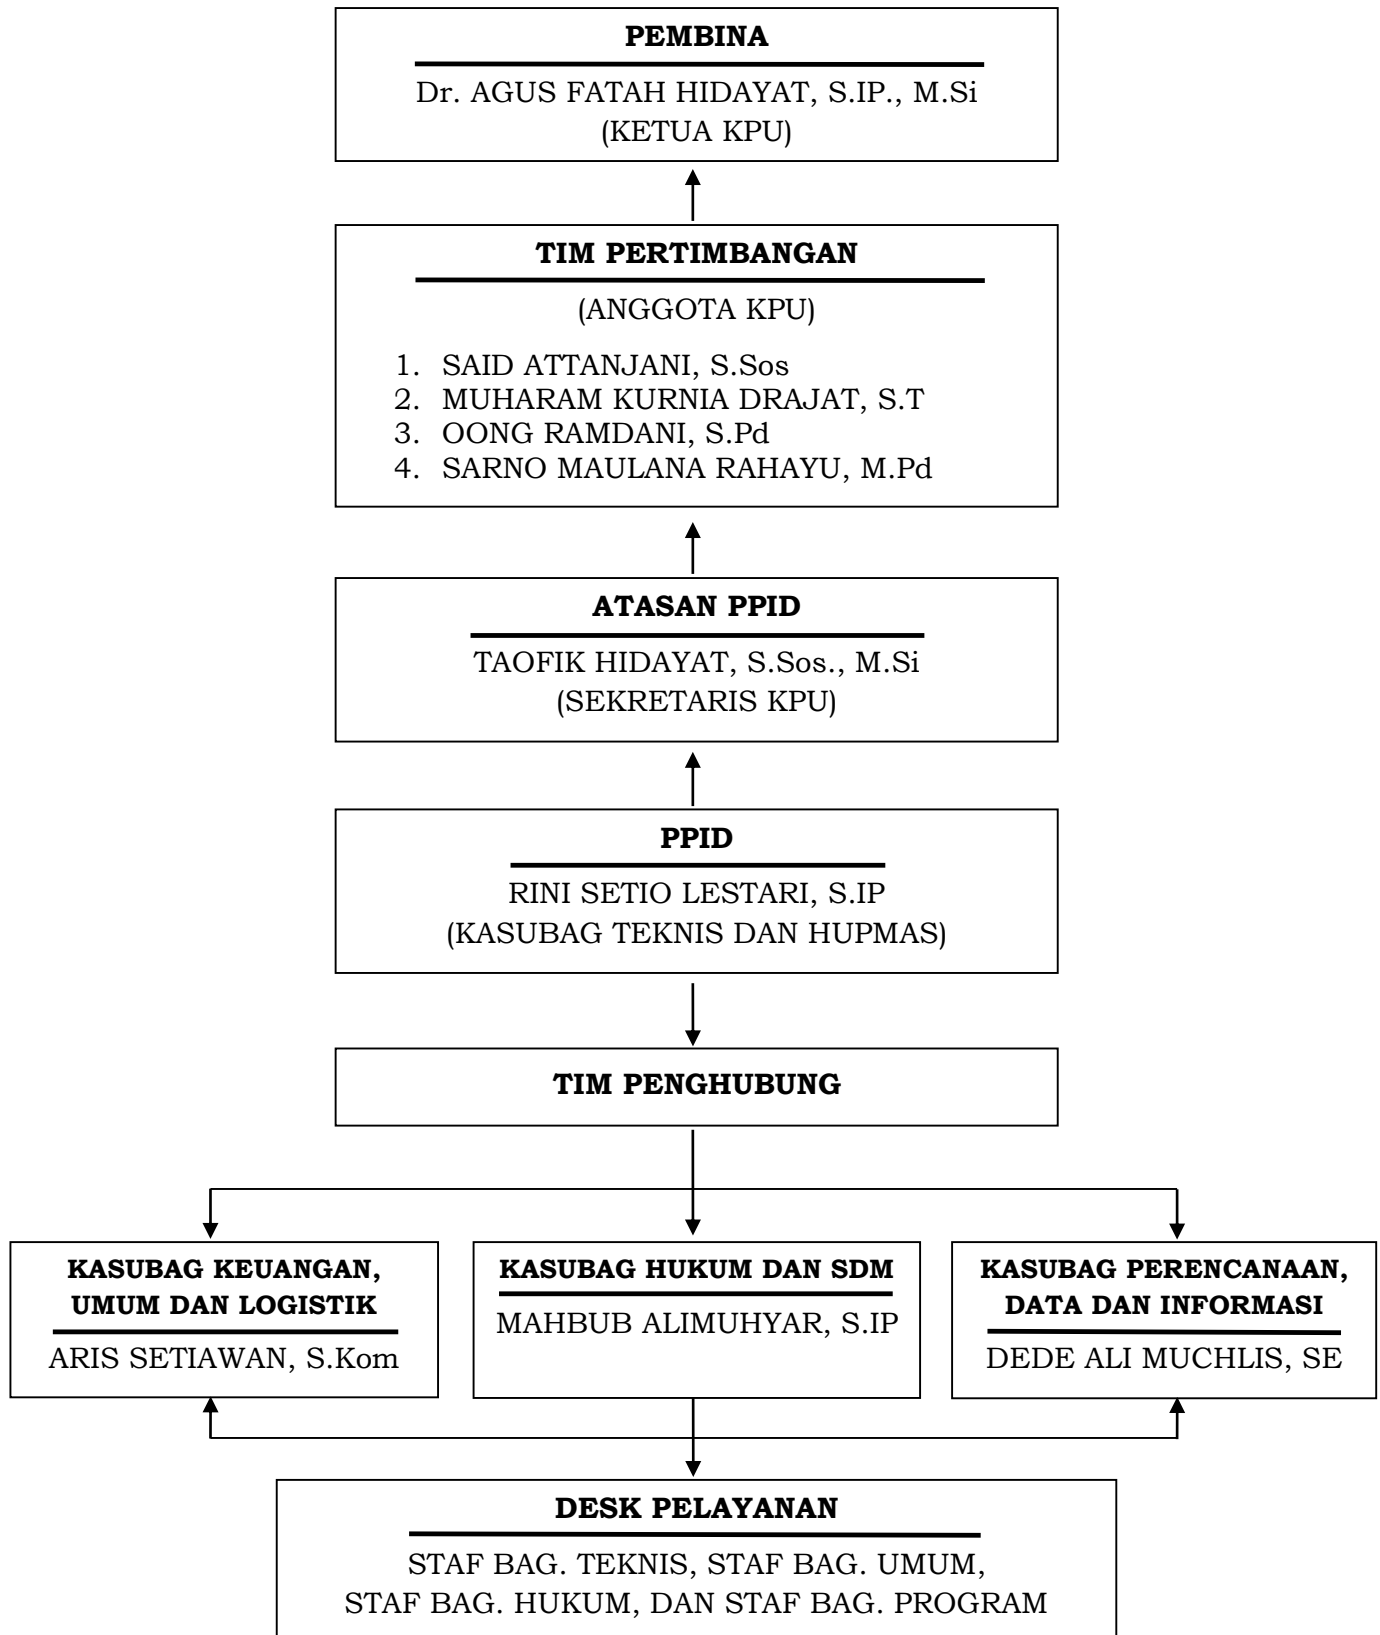 PEMBINA
Dr. AGUS FATAH HIDAYAT, S.IP., M.Si
(KETUA KPU)
TIM PERTIMBANGAN
(ANGGOTA KPU)
1. SAID ATTANJANI, S.Sos
2. MUHARAM KURNIA DRAJAT, S.T
3. OONG RAMDANI, S.Pd
4. SARNO MAULANA RAHAYU, M.Pd
ATASAN PPID
TAOFIK HIDAYAT, S.Sos., M.Si
(SEKRETARIS KPU)
PPID
RINI SETIO LESTARI, S.IP
(KASUBAG TEKNIS DAN HUPMAS)
TIM PENGHUBUNG
KASUBAG KEUANGAN,
UMUM DAN LOGISTIK
ARIS SETIAWAN, S.Kom
KASUBAG HUKUM DAN SDM
MAHBUB ALIMUHYAR, S.IP
KASUBAG PERENCANAAN,
DATA DAN INFORMASI
DEDE ALI MUCHLIS, SE
DESK PELAYANAN
STAF BAG. TEKNIS, STAF BAG. UMUM,
STAF BAG. HUKUM, DAN STAF BAG. PROGRAM